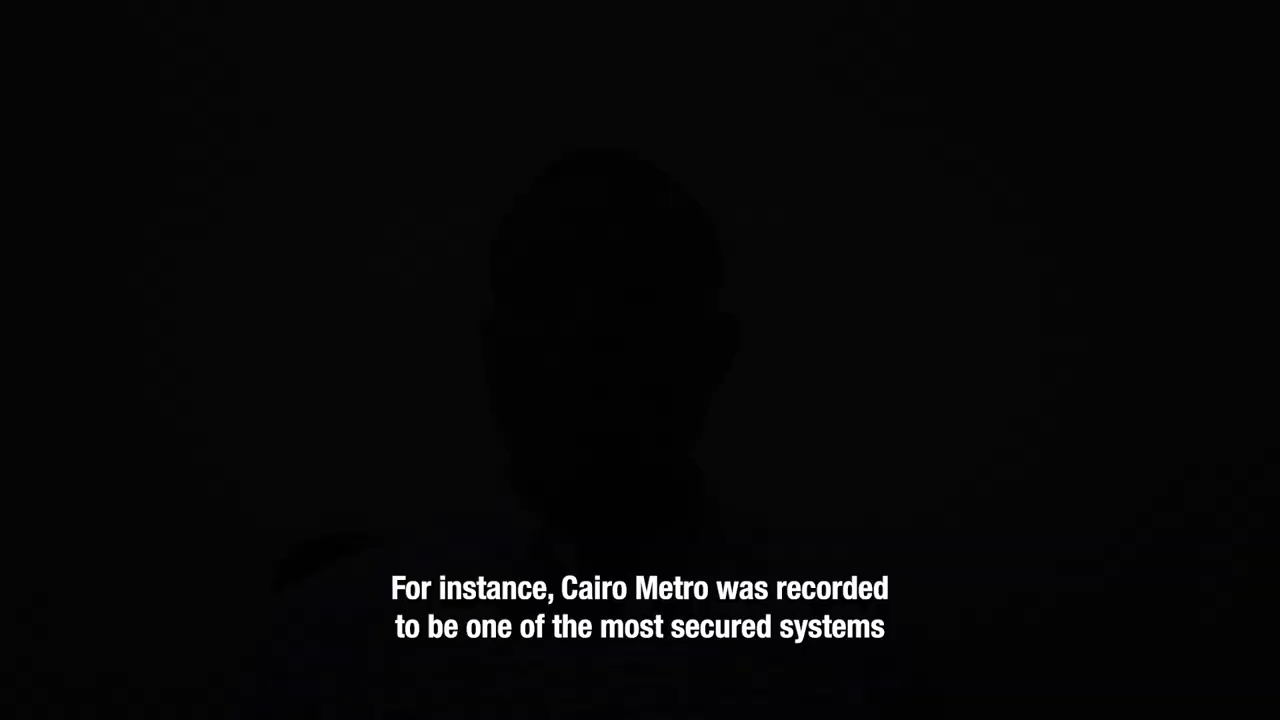 For instance, Cairo Metro was recorded
to be one of the most secured systems